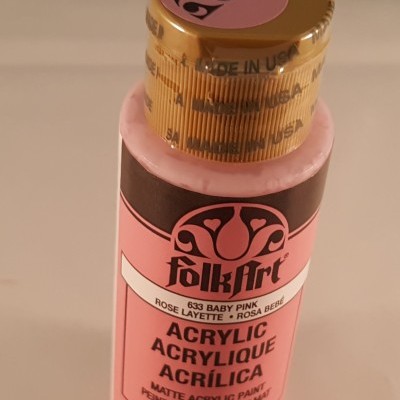 MADE IN USA
MADE IN USA
MADE IN USA
folkArt®
633 BABY PINK
ROSE LAYETTE • ROSA BEBÉ
ACRYLIC
ACRYLIQUE
ACRÍLICA
MATTE ACRYLIC PAINT